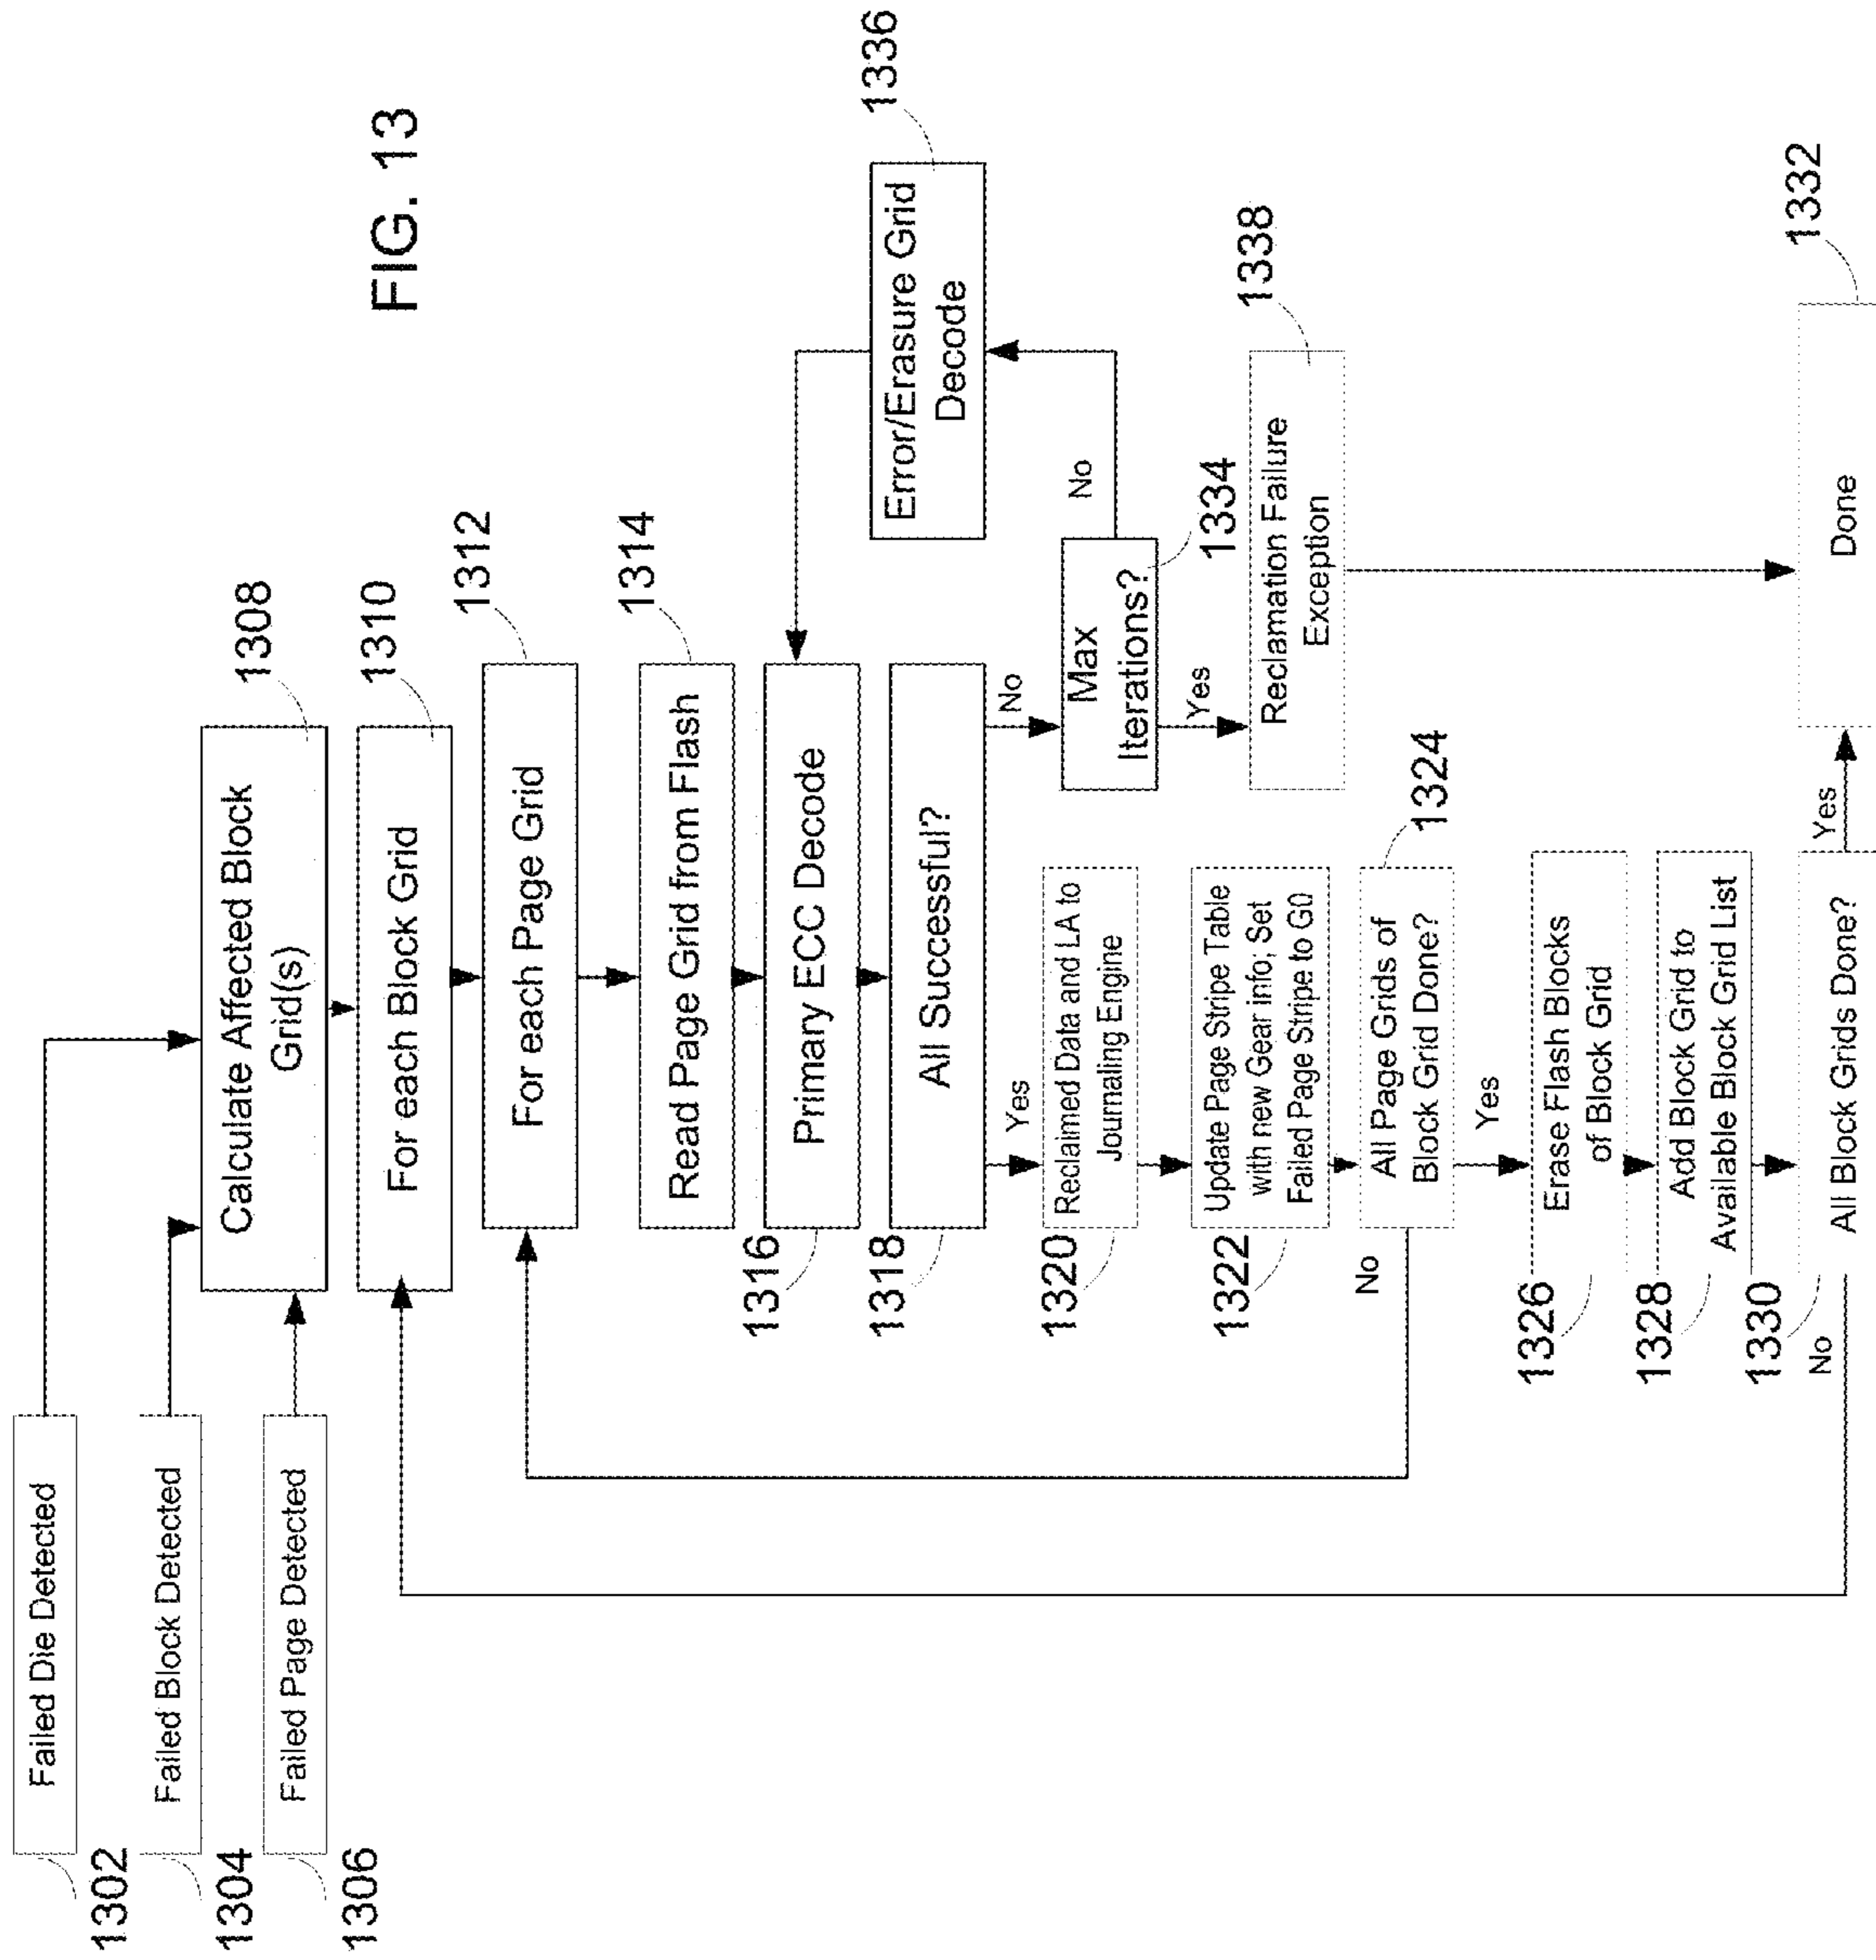 FIG. 13
Failed Die Detected
1302
Failed Block Detected
1304
Failed Page Detected
1306
Calculate Affected Block
Grid(s)
1308
For each Block Grid
1310
For each Page Grid
1312
Read Page Grid from Flash
1314
Primary ECC Decode
1316
All Successful?
1318
No
Yes
Max
Iterations?
1334
No
Yes
Error/Erasure Grid
Decode
1336
Reclamation Failure
Exception
1338
Reclaimed Data and LA to
Journaling Engine
1320
Update Page Stripe Table
with new Gear Info; Set
Failed Page Stripe to G0
1322
All Page Grids of
Block Grid Done?
1324
No
Yes
Erase Flash Blocks
of Block Grid
1326
Add Block Grid to
Available Block Grid List
1328
All Block Grids Done?
1330
No
Yes
Done
1332